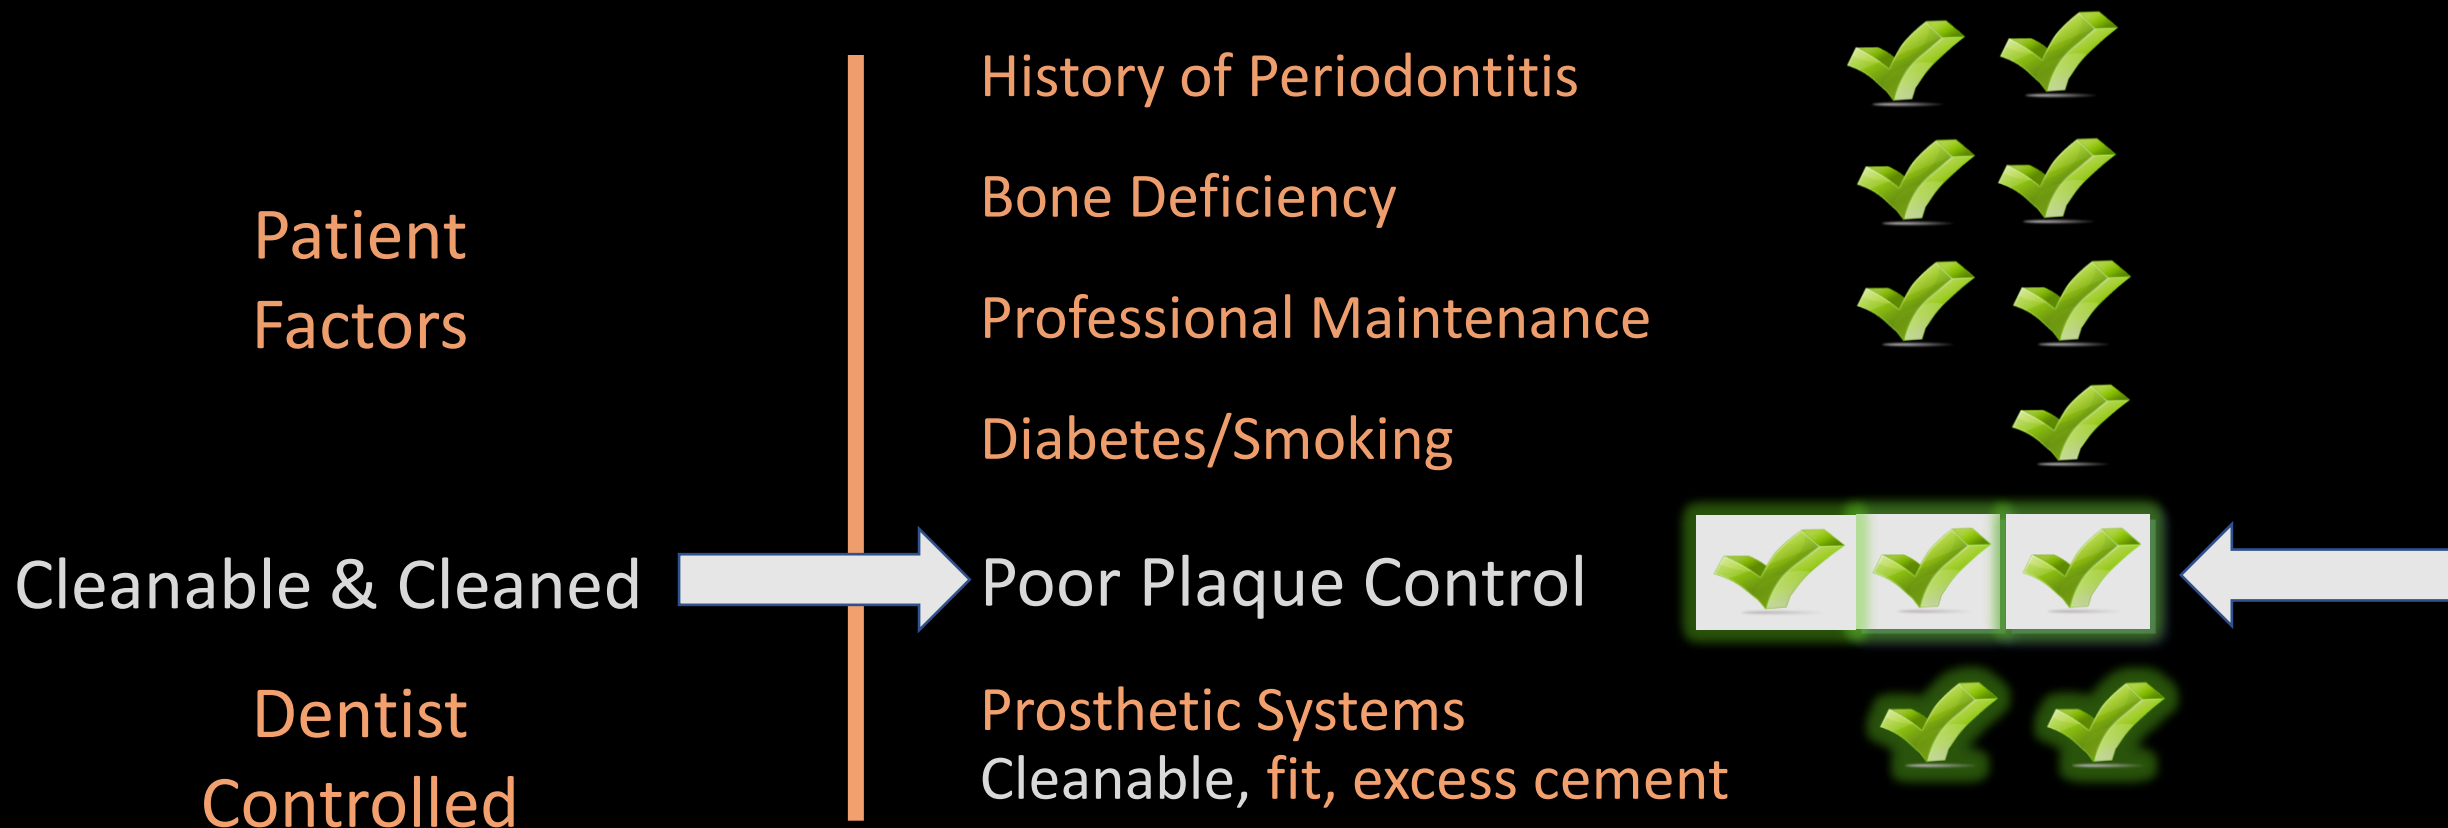 Patient
Factors
Cleanable & Cleaned
Dentist
Controlled
History of Periodontitis
Bone Deficiency
Professional Maintenance
Diabetes/Smoking
Poor Plaque Control
Prosthetic Systems
Cleanable, fit, excess cement